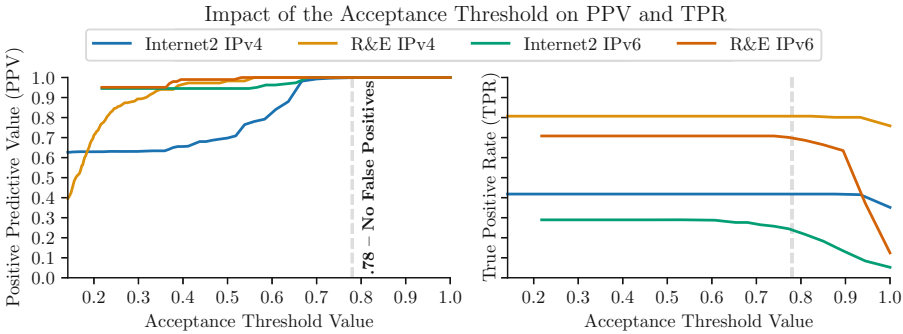 Impact of the Acceptance Threshold on PPV and TPR
Internet2 IPv4 R&E IPv4 Internet2 IPv6 R&E IPv6
Positive Predictive Value (PPV)
1.0
0.9
0.8
0.7
0.6
0.5
0.4
0.3
0.2
0.1
0.0
.78 – No False Positives
0.2 0.3 0.4 0.5 0.6 0.7 0.8 0.9 1.0
Acceptance Threshold Value
True Positive Rate (TPR)
0.2 0.3 0.4 0.5 0.6 0.7 0.8 0.9 1.0
Acceptance Threshold Value